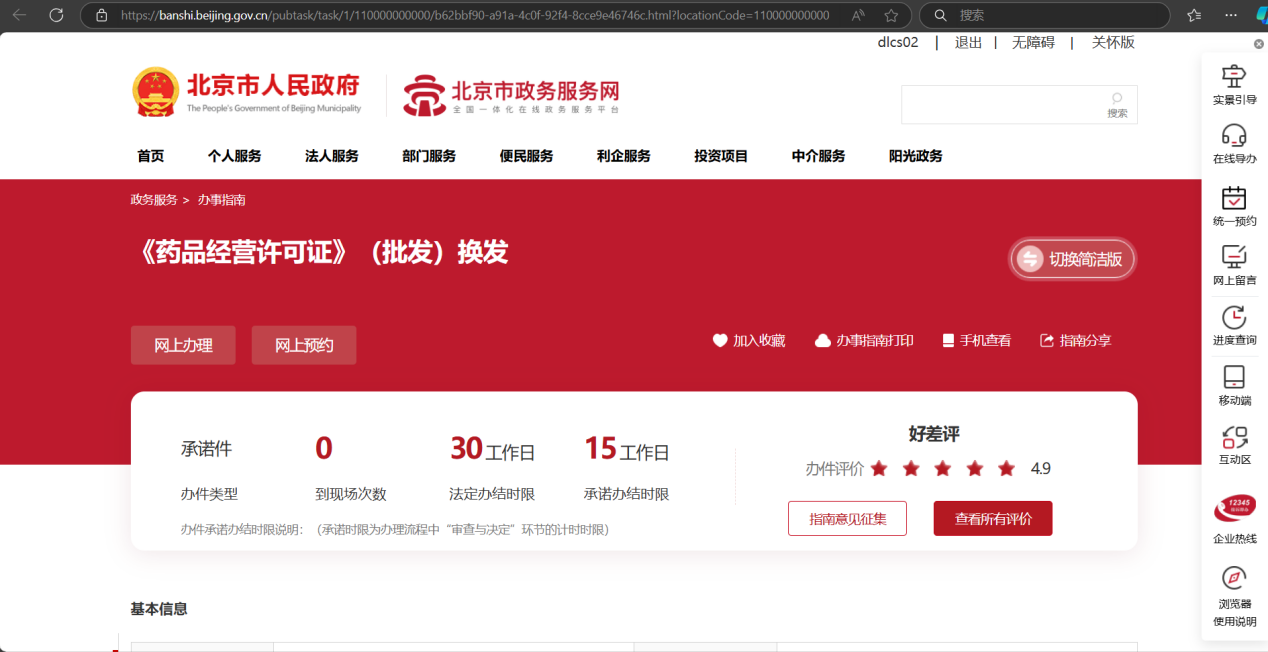 https://banshi.beijing.gov.cn/pubtask/task/1/110000000000/b62bbf90-a91a-4c0f-92f4-8cce9e46746c.html?locationCode=110000000000
搜索
dlcs02 | 退出 | 无障碍 | 关怀版
北京市人民政府
The People's Government of Beijing Municipality
北京市政务服务网
全国一体化在线政务服务平台
搜索
首页 个人服务 法人服务 部门服务 便民服务 利企服务 投资项目 中介服务 阳光政务
政务服务 > 办事指南
《药品经营许可证》（批发）换发
切换简洁版
网上办理 网上预约
加入收藏 办事指南打印 手机查看 指南分享
承诺件 0 30工作日 15工作日
办件类型 到现场次数 法定办结时限 承诺办结时限
办件承诺办结时限说明：（承诺时限为办理流程中“审查与决定”环节的计时时限）
好差评
办件评价 4.9
指南意见征集 查看所有评价
基本信息
实景引导
在线导办
统一预约
网上留言
进度查询
移动端
互动区
12345
企业热线
浏览器
使用说明